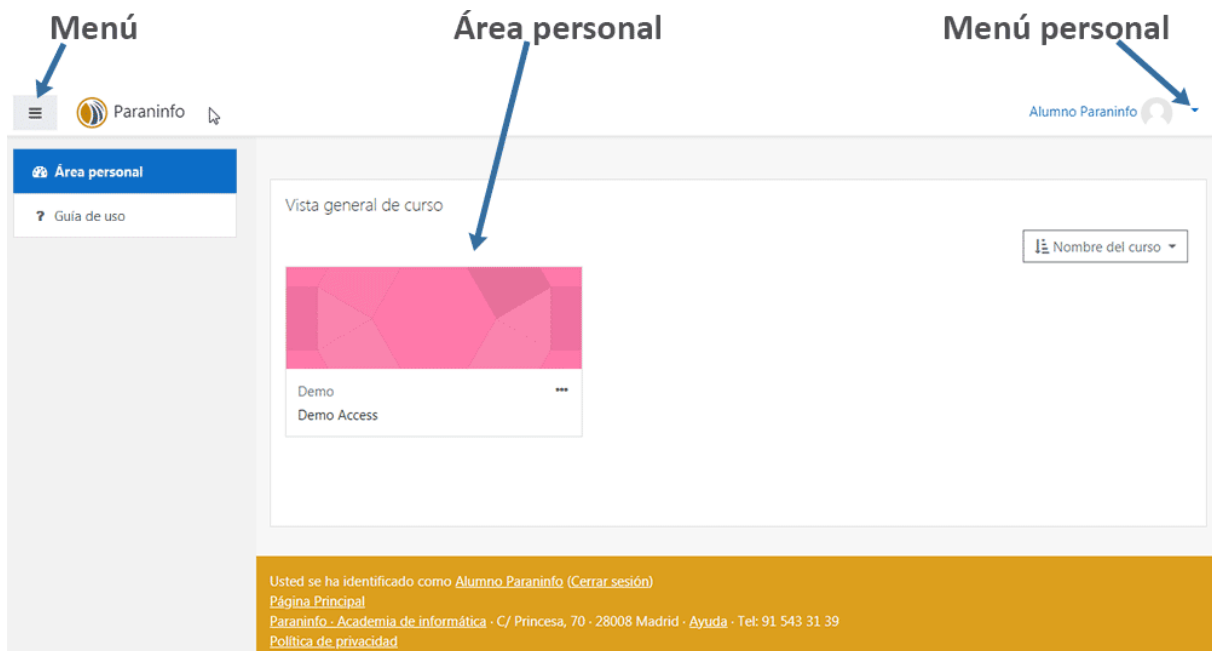 Menú
Área personal
Menú personal
Paraninfo
Alumno Paraninfo
Área personal
? Guía de uso
Vista general de curso
Nombre del curso
Demo
Demo Access
Usted se ha identificado como Alumno Paraninfo (Cerrar sesión)
Página Principal
Paraninfo · Academia de informática · C/ Princesa, 70 · 28008 Madrid · Ayuda · Tel: 91 543 31 39
Política de privacidad